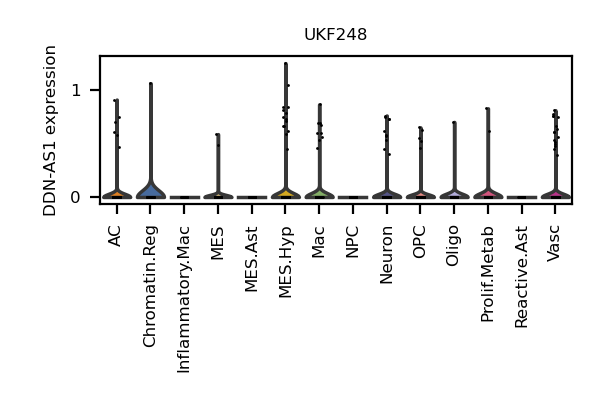 UKF248
DDN-AS1 expression
1
0
AC
Chromatin.Reg
Inflammatory.Mac
MES
MES.Ast
MES.Hyp
Mac
NPC
Neuron
OPC
Oligo
Prolif.Metab
Reactive.Ast
Vasc